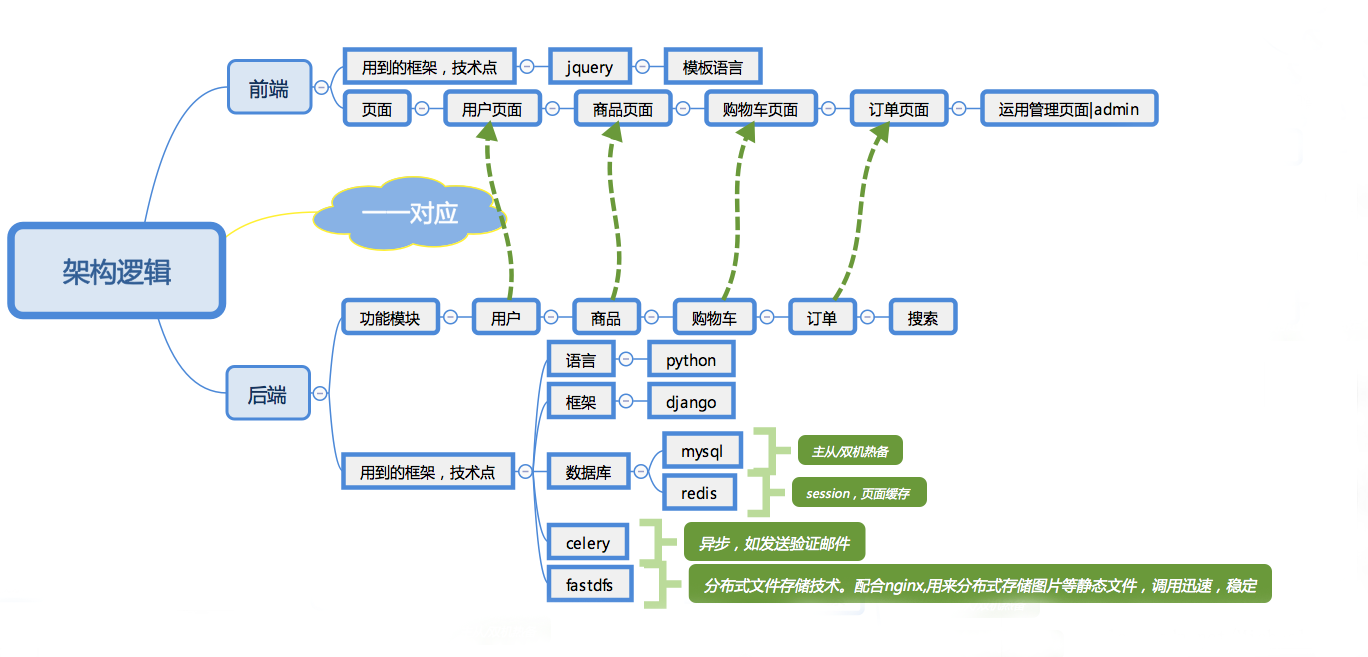 架构逻辑
前端
用到的框架，技术点
jquery
模板语言
页面
用户页面
商品页面
购物车页面
订单页面
运用管理页面|admin
一一对应
后端
功能模块
用户
商品
购物车
订单
搜索
用到的框架，技术点
语言
python
框架
django
数据库
mysql
主从/双机热备
redis
session，页面缓存
celery
异步，如发送验证邮件
fastdfs
分布式文件存储技术。配合nginx,用来分布式存储图片等静态文件，调用迅速，稳定